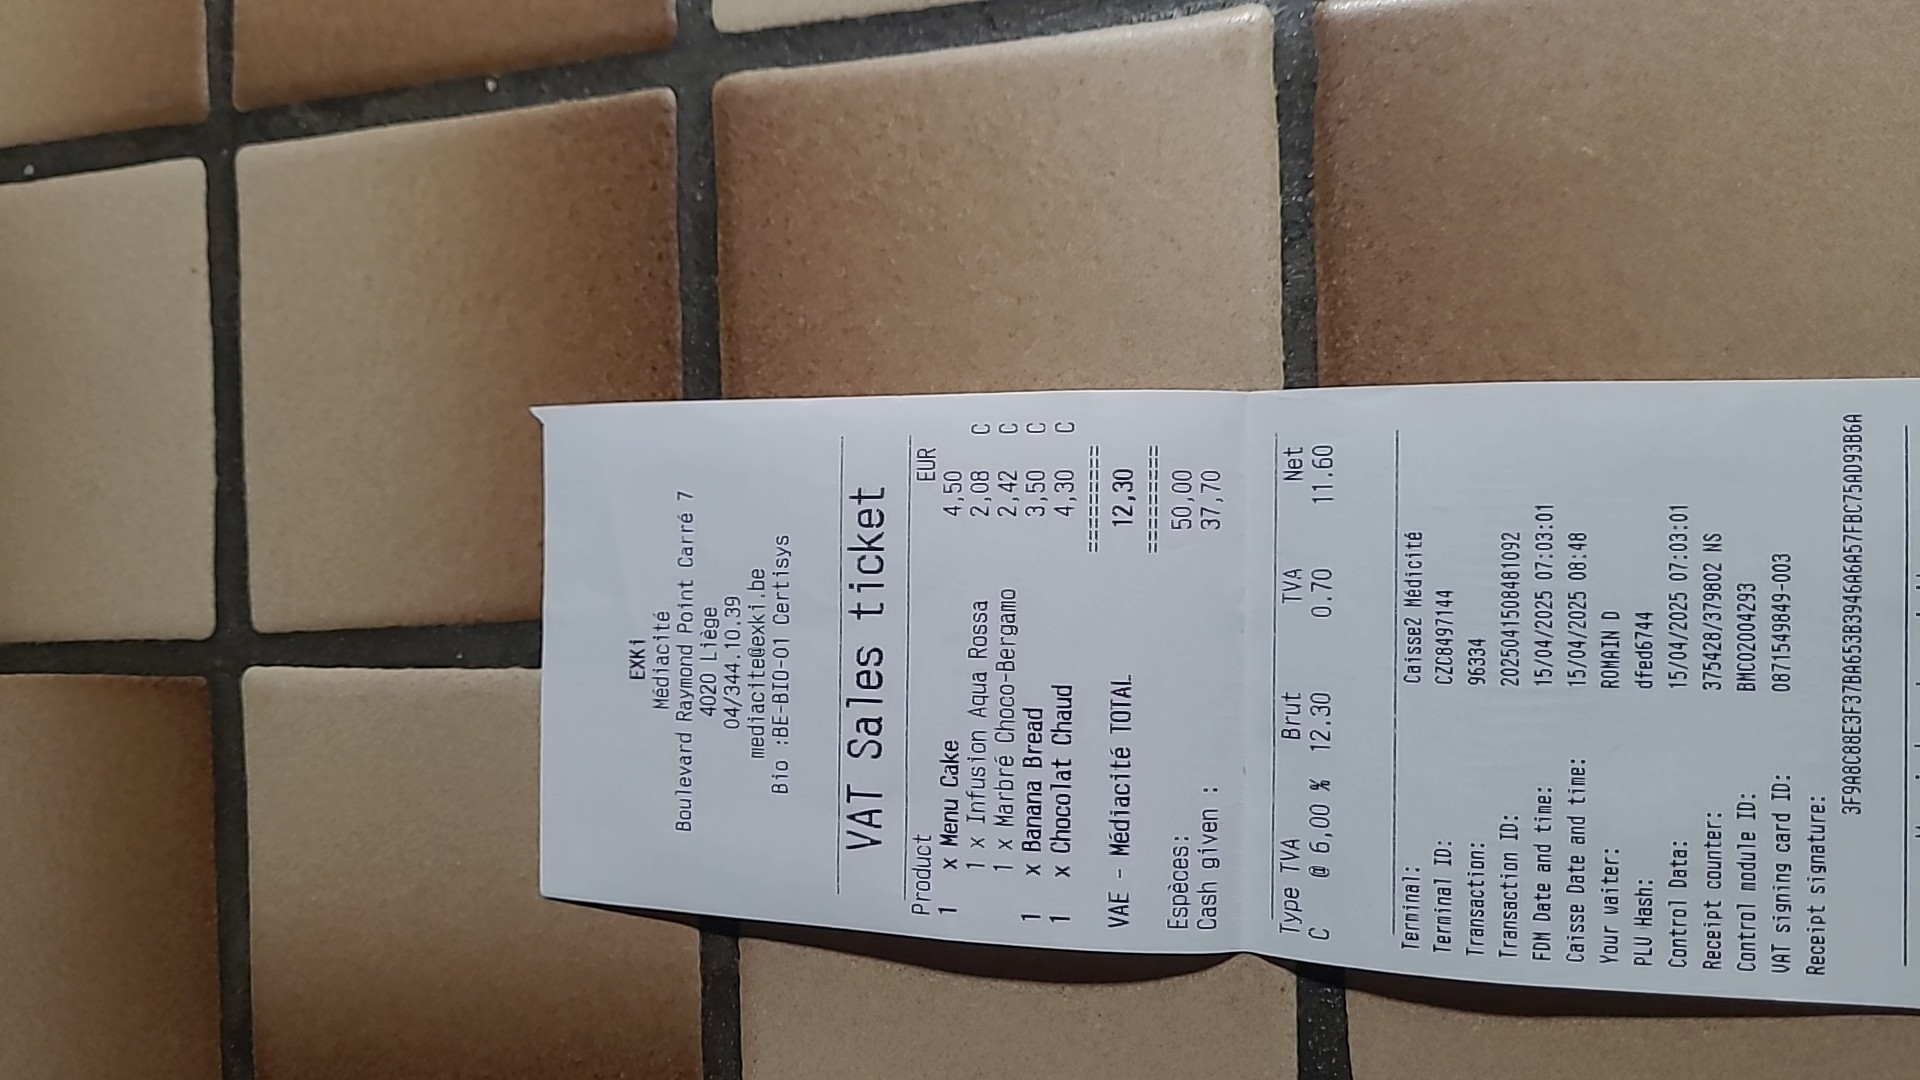 EXKi
Médiacité
Boulevard Raymond Point Carré 7
4020 Liège
04/344.10.39
mediacite@exki.be
Bio :BE-BIO-01 Certisys
VAT Sales ticket
Product EUR
1 x Menu Cake 4,50
1 x Infusion Aqua Rossa 2,08 C
1 x Marbré Choco-Bergamo 2,42 C
1 x Banana Bread 3,50 C
1 x Chocolat Chaud 4,30 C
========
VAE - Médiacité TOTAL 12,30
========
Espèces: 50,00
Cash given : 37,70
Type TVA Brut TVA Net
C @ 6,00 % 12.30 0.70 11.60
Terminal: Caisse2 Médicité
Terminal ID: CZC8497144
Transaction: 96334
Transaction ID: 20250415084810​92
FDM Date and time: 15/04/2025 07:03:01
Caisse Date and time: 15/04/2025 08:48
Your waiter: ROMAIN D
PLU Hash: dfed6744
Control Data: 15/04/2025 07:03:01
Receipt counter: 375428/379802 NS
Control module ID: BMC02004293
VAT signing card ID: 0871549849-003
Receipt signature:
3F9A8C88E3F37BA653B3946A6A57FBC75AD93B6A